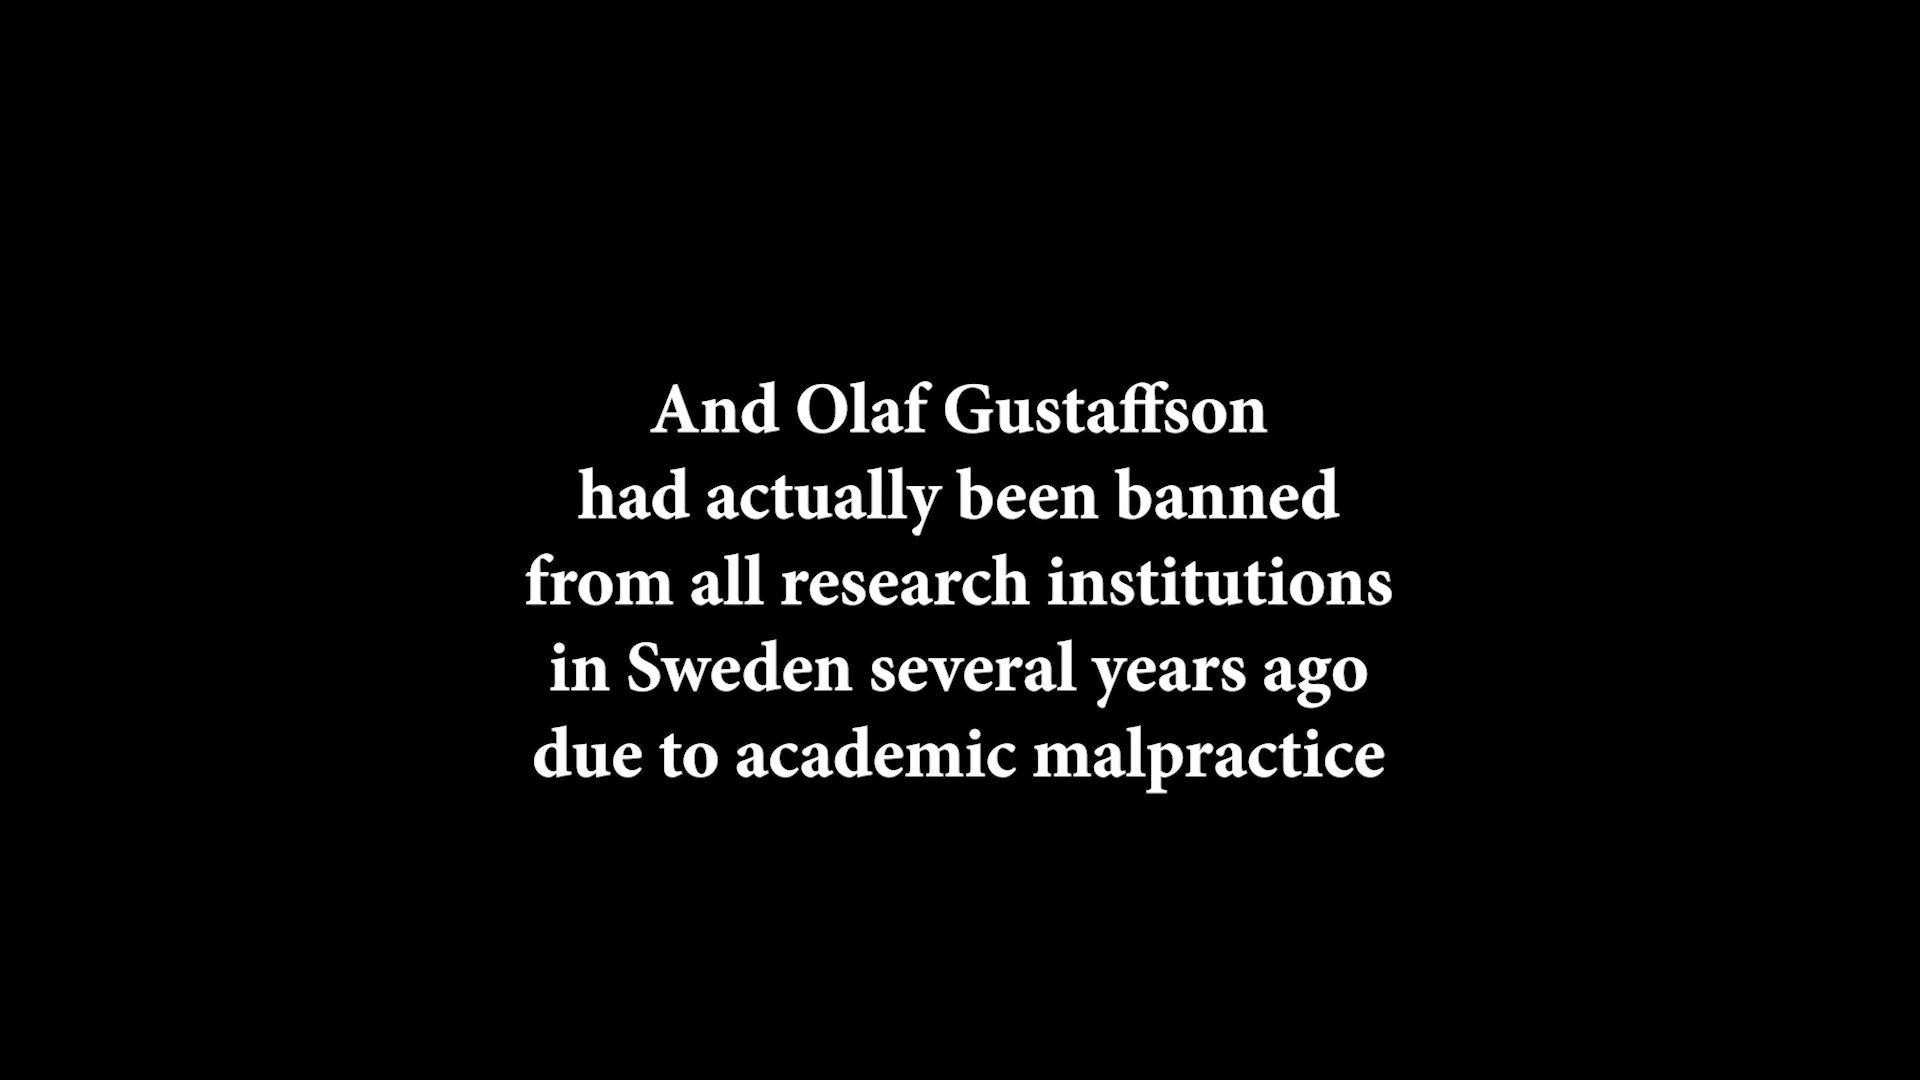 And Olaf Gustaffson
had actually been banned
from all research institutions
in Sweden several years ago
due to academic malpractice